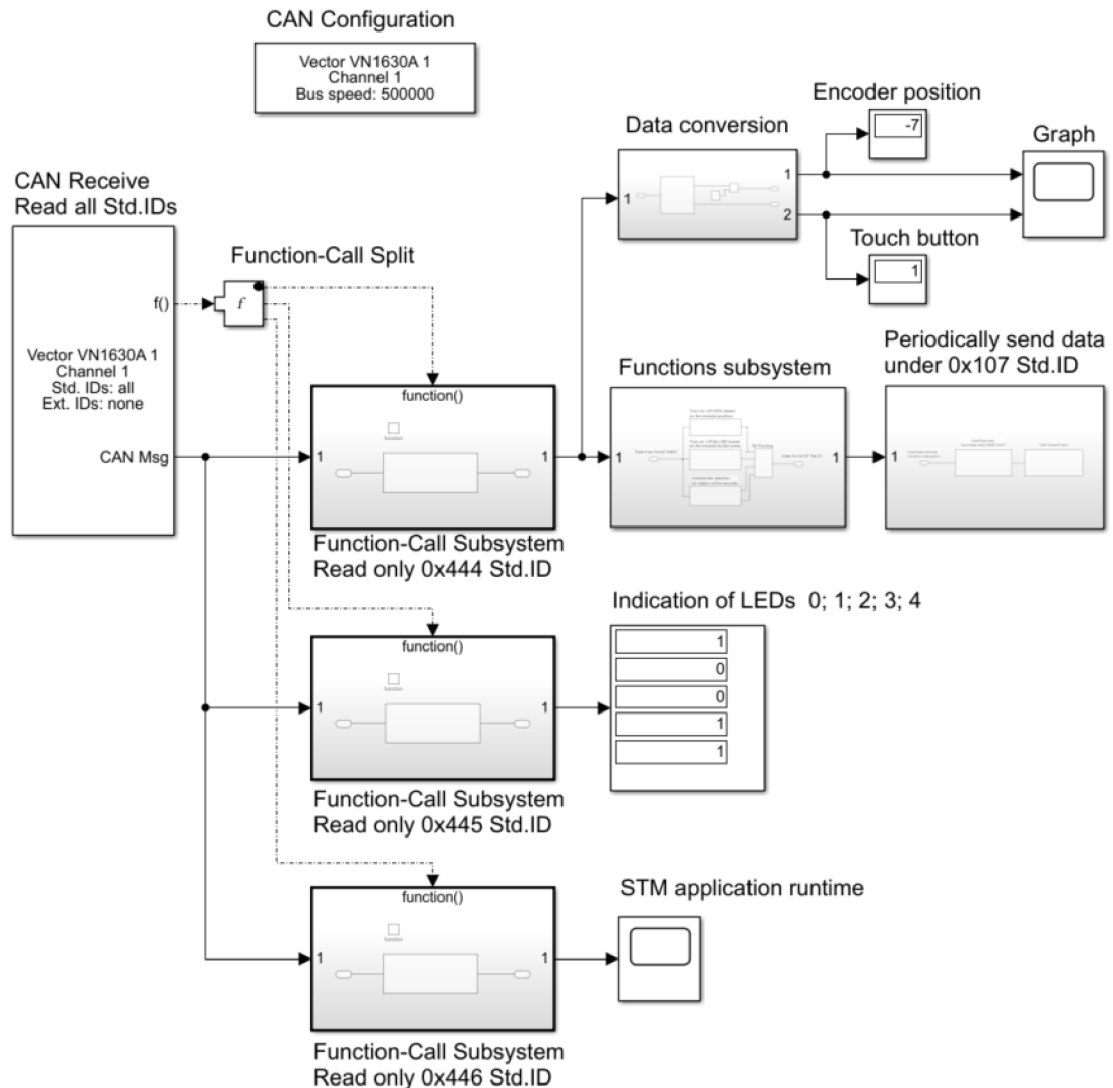 CAN Configuration
Vector VN1630A 1
Channel 1
Bus speed: 500000
Encoder position
-7
Data conversion
1
1
2
Graph
Touch button
1
CAN Receive
Read all Std.IDs
f()
Vector VN1630A 1
Channel 1
Std. IDs: all
Ext. IDs: none
CAN Msg
Function-Call Split
f
function()
function
1
1
Function-Call Subsystem
Read only 0x444 Std.ID
Functions subsystem
1
1
Periodically send data
under 0x107 Std.ID
1
Indication of LEDs 0; 1; 2; 3; 4
1
0
0
1
1
function()
function
1
1
Function-Call Subsystem
Read only 0x445 Std.ID
STM application runtime
function()
function
1
1
Function-Call Subsystem
Read only 0x446 Std.ID